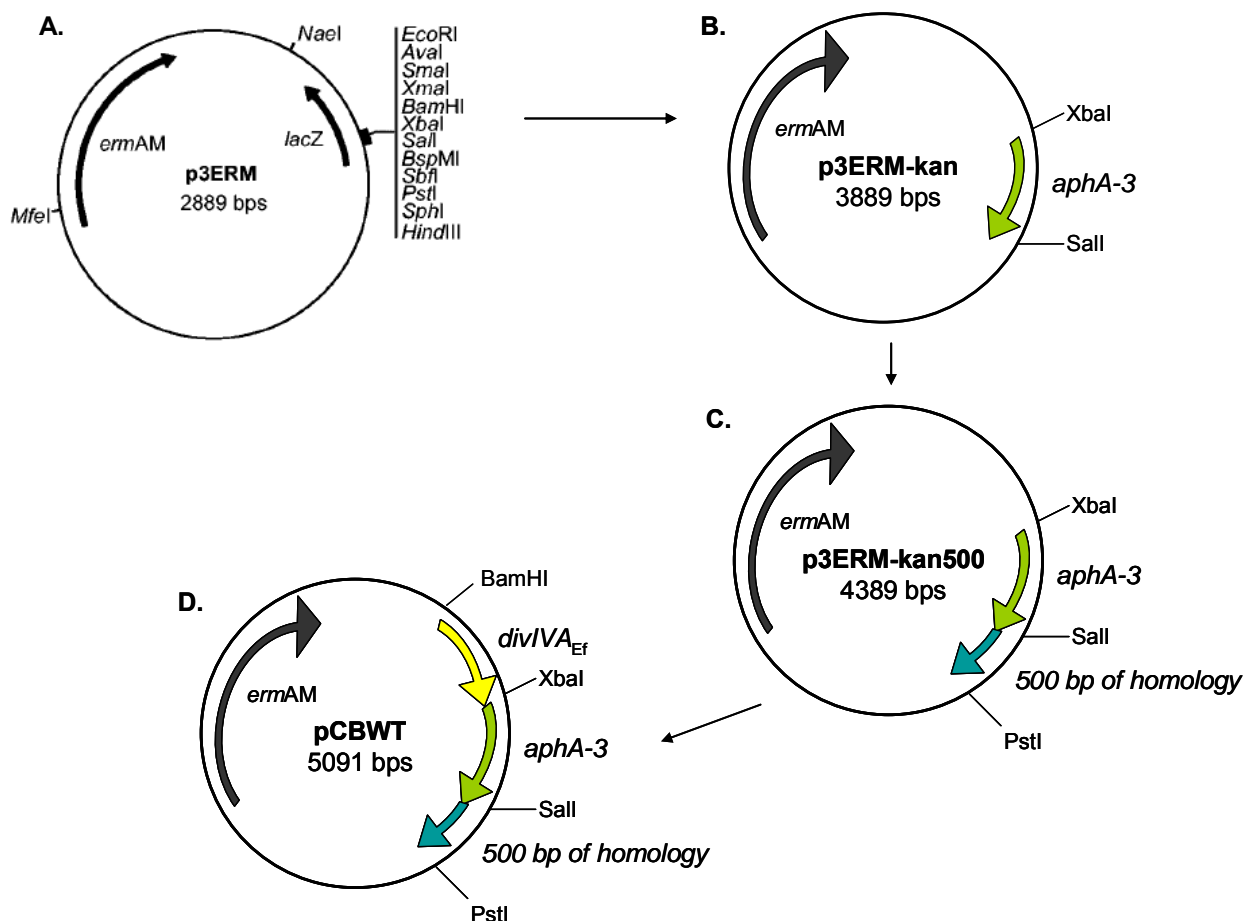 A.
NaeI
EcoRI
AvaI
SmaI
XmaI
BamHI
XbaI
SalI
BspMI
SbfI
PstI
SphI
HindIII
ermAM
lacZ
p3ERM
2889 bps
MfeI
B.
XbaI
ermAM
p3ERM-kan
3889 bps
aphA-3
SalI
C.
XbaI
ermAM
p3ERM-kan500
4389 bps
aphA-3
SalI
500 bp of homology
PstI
D.
BamHI
divIVAEf
XbaI
ermAM
pCBWT
5091 bps
aphA-3
SalI
500 bp of homology
PstI